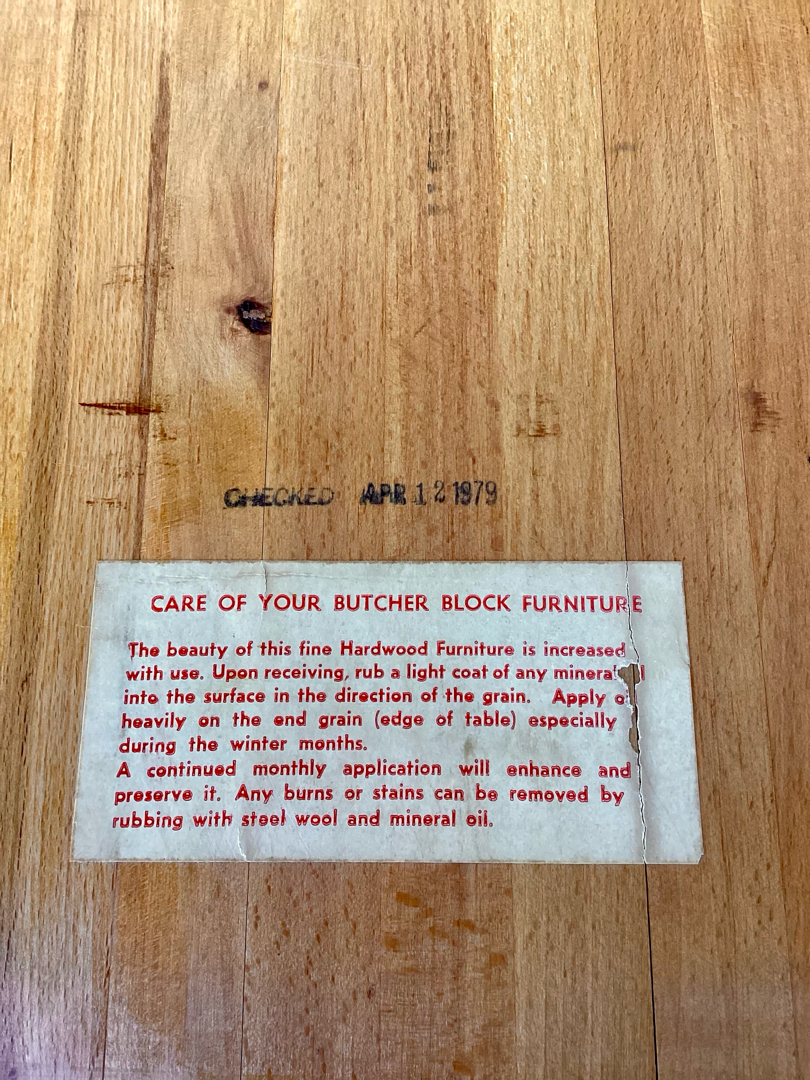 CHECKED APR 12 1979
CARE OF YOUR BUTCHER BLOCK FURNITURE
The beauty of this fine Hardwood Furniture is increased
with use. Upon receiving, rub a light coat of any mineral
into the surface in the direction of the grain. Apply
heavily on the end grain (edge of table) especially
during the winter months.
A continued monthly application will enhance and
preserve it. Any burns or stains can be removed by
rubbing with steel wool and mineral oil.